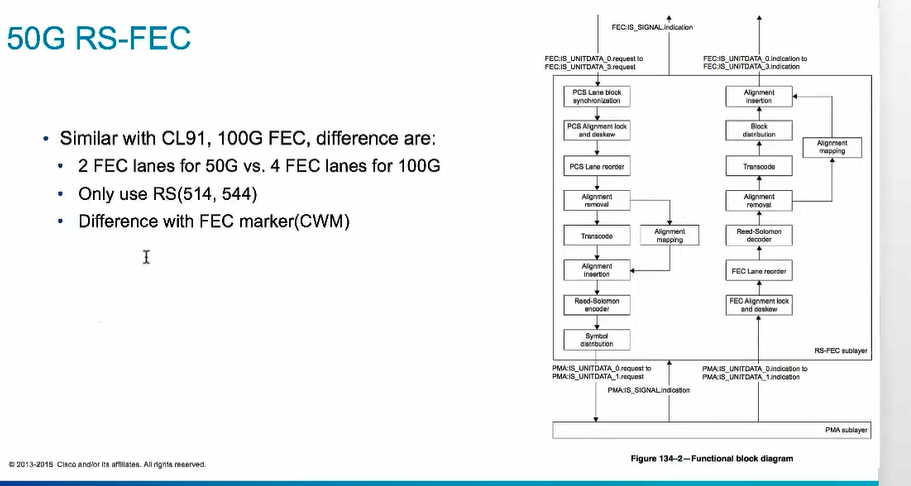 50G RS-FEC
• Similar with CL91, 100G FEC, difference are:
• 2 FEC lanes for 50G vs. 4 FEC lanes for 100G
• Only use RS(514, 544)
• Difference with FEC marker(CWM)
© 2013-2015 Cisco and/or its affiliates. All rights reserved.
FEC:IS_SIGNAL.indication
FEC:IS_UNITDATA_0.request to
FEC:IS_UNITDATA_3.request
FEC:IS_UNITDATA_0.indication to
FEC:IS_UNITDATA_3.indication
PCS Lane block
synchronization
PCS Alignment lock
and deskew
PCS Lane reorder
Alignment
removal
Transcode
Alignment
mapping
Alignment
insertion
Reed-Solomon
encoder
Symbol
distribution
Alignment
insertion
Block
distribution
Alignment
mapping
Transcode
Alignment
removal
Reed-Solomon
decoder
FEC Lane reorder
FEC Alignment lock
and deskew
RS-FEC sublayer
PMA:IS_UNITDATA_0.request to
PMA:IS_UNITDATA_1.request
PMA:IS_SIGNAL.indication
PMA:IS_UNITDATA_0.indication to
PMA:IS_UNITDATA_1.indication
PMA sublayer
Figure 134–2—Functional block diagram